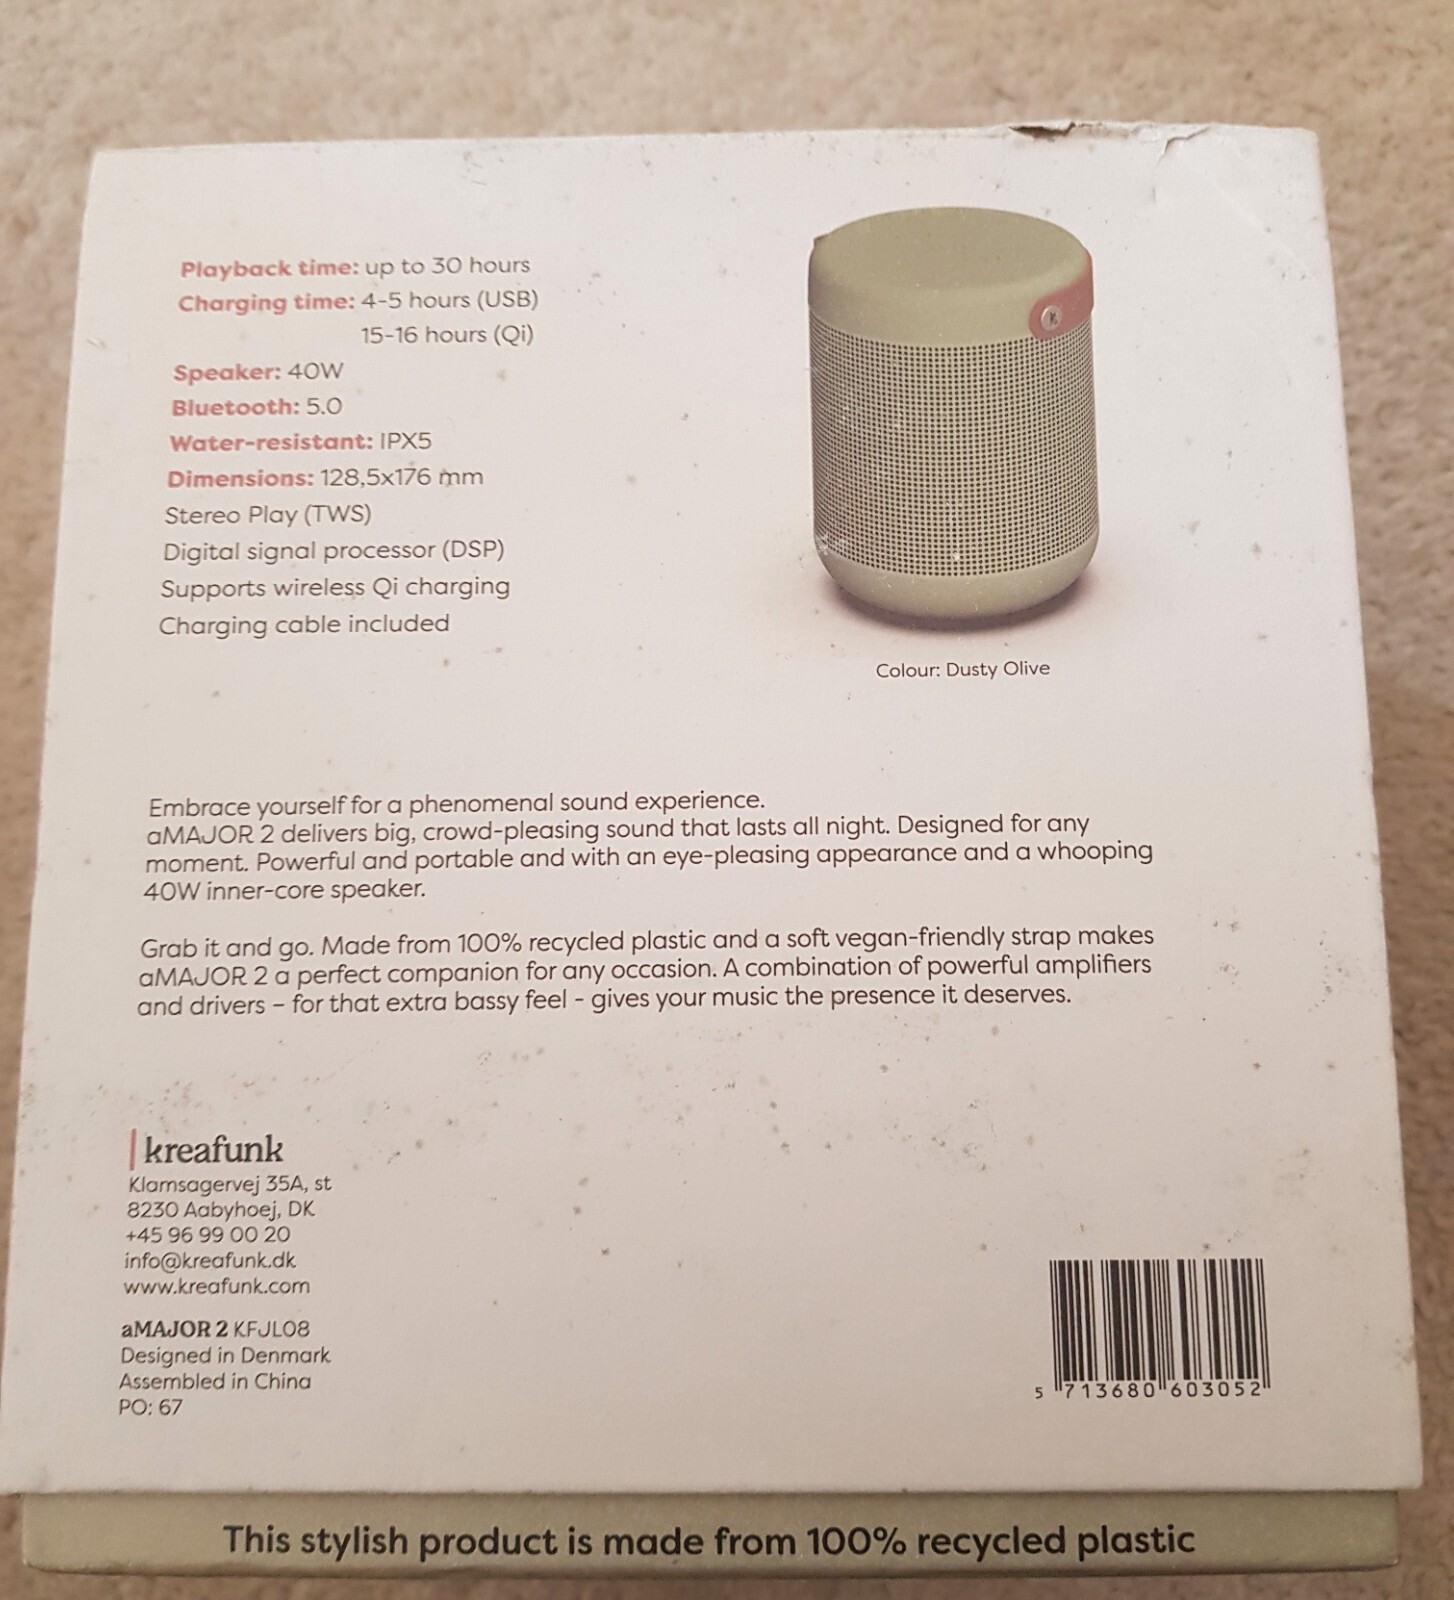 Playback time: up to 30 hours
Charging time: 4-5 hours (USB)
15-16 hours (Qi)
Speaker: 40W
Bluetooth: 5.0
Water-resistant: IPX5
Dimensions: 128,5x176 mm
Stereo Play (TWS)
Digital signal processor (DSP)
Supports wireless Qi charging
Charging cable included
K
Colour: Dusty Olive
Embrace yourself for a phenomenal sound experience.
aMAJOR 2 delivers big, crowd-pleasing sound that lasts all night. Designed for any
moment. Powerful and portable and with an eye-pleasing appearance and a whooping
40W inner-core speaker.
Grab it and go. Made from 100% recycled plastic and a soft vegan-friendly strap makes
aMAJOR 2 a perfect companion for any occasion. A combination of powerful amplifiers
and drivers – for that extra bassy feel - gives your music the presence it deserves.
kreafunk
Klamsagervej 35A, st
8230 Aabyhoej, DK
+45 96 99 00 20
info@kreafunk.dk
www.kreafunk.com
aMAJOR 2 KFJL08
Designed in Denmark
Assembled in China
PO: 67
5 713680 603052
This stylish product is made from 100% recycled plastic